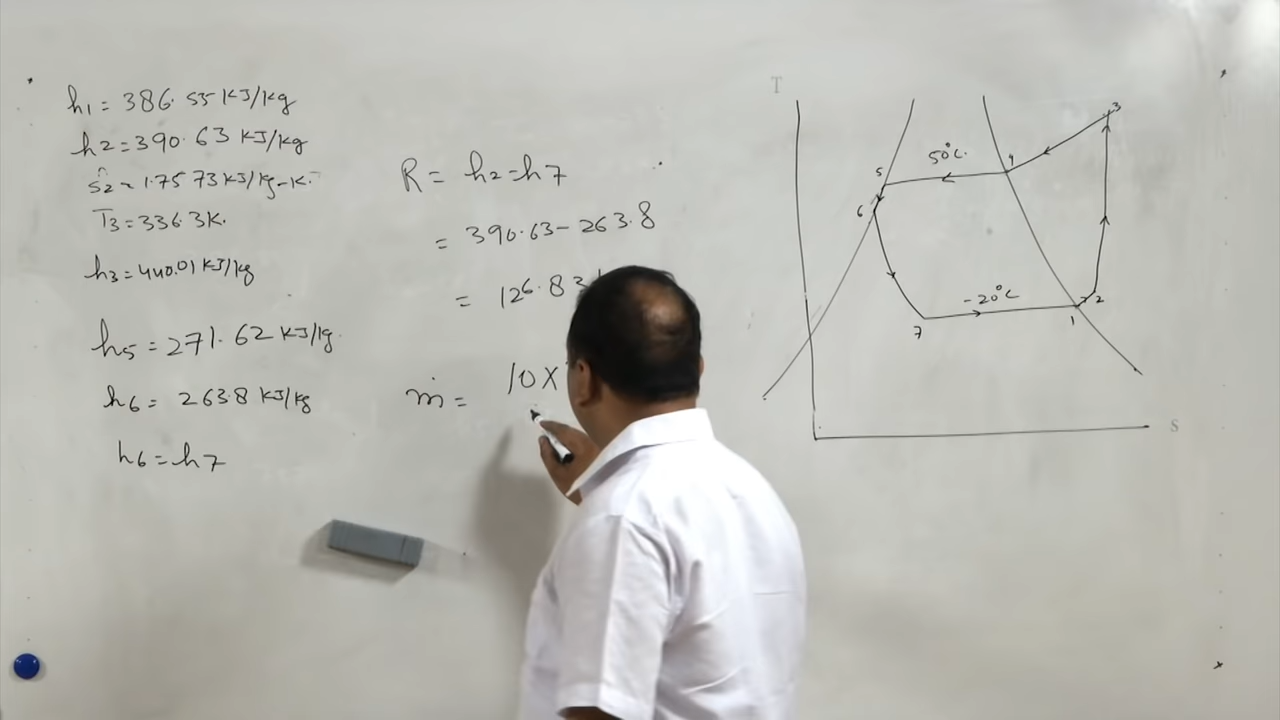 h1 = 386.55 KJ/kg
h2 = 390.63 KJ/kg
s2 = 1.7573 KJ/kg-K.
T3 = 336.3K.
h3 = 440.01 KJ/kg
h5 = 271.62 KJ/kg.
h6 = 263.8 KJ/kg
h6 = h7
R = h2 - h7
= 390.63 - 263.8
= 126.83
ṁ = 10 X
T
3
50°C.
4
5
6
-20°C
2
1
7
S